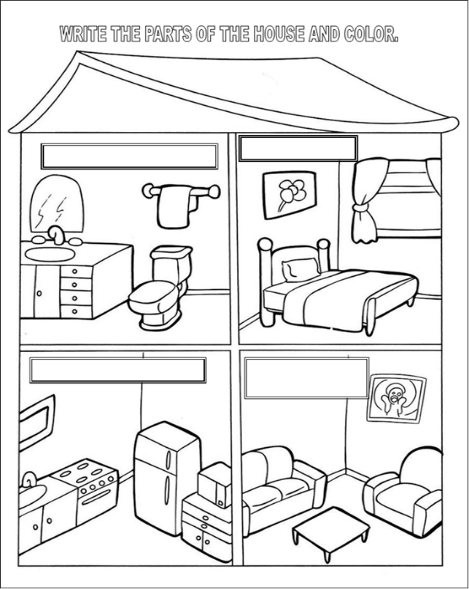 WRITE THE PARTS OF THE HOUSE AND COLOR.